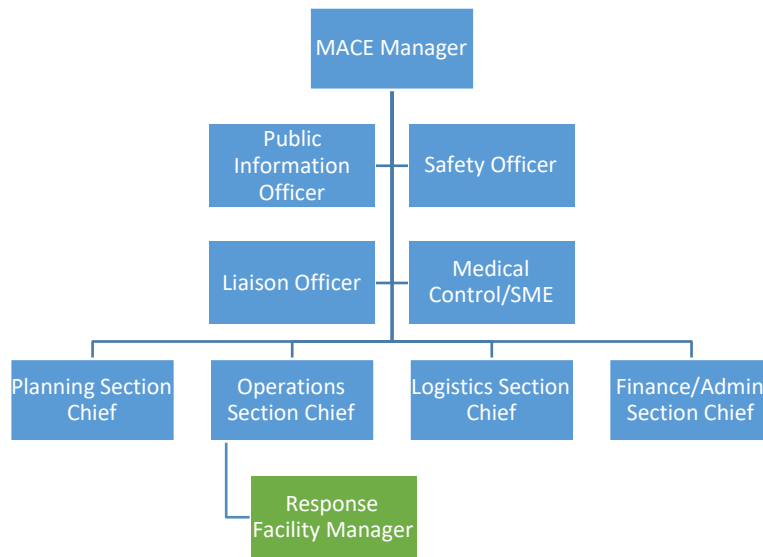 MACE Manager
Public
Information
Officer
Safety Officer
Liaison Officer
Medical
Control/SME
Planning Section
Chief
Operations
Section Chief
Logistics Section
Chief
Finance/Admin
Section Chief
Response
Facility Manager